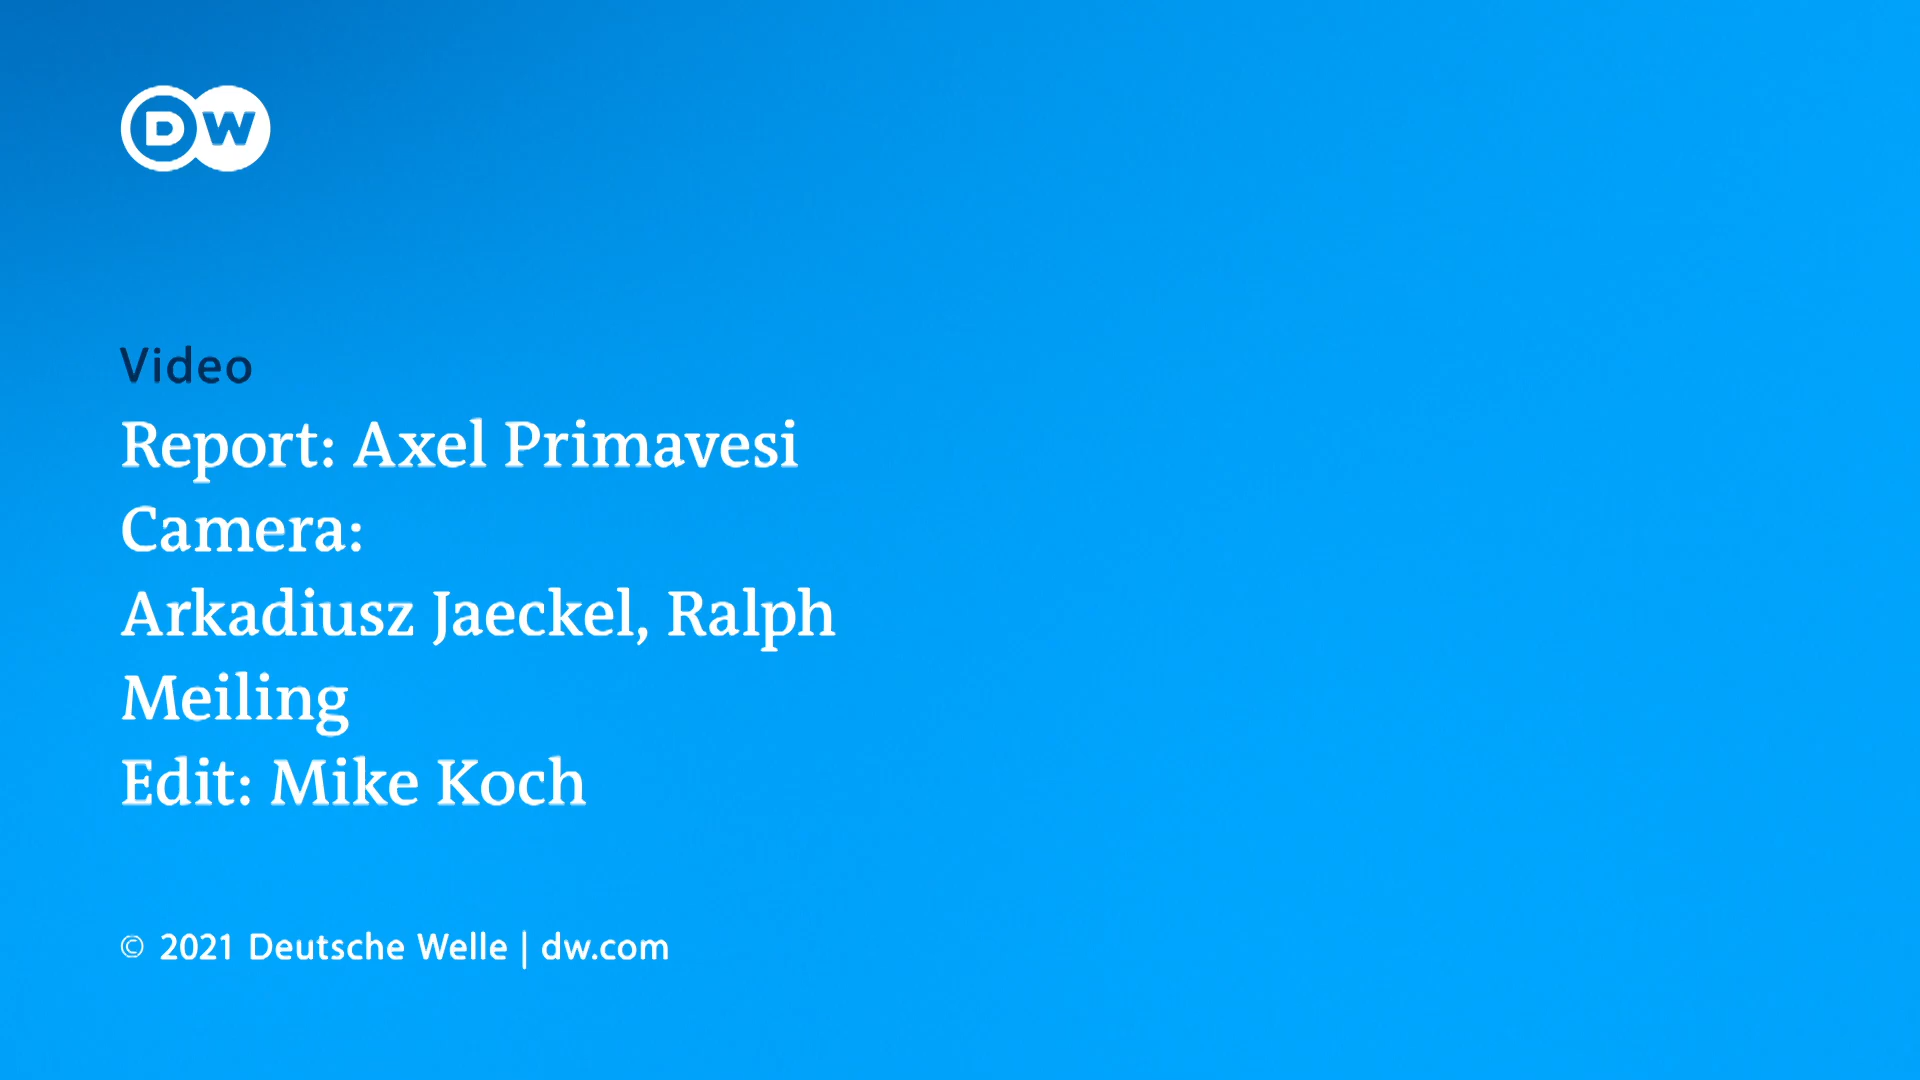 DW
Video
Report: Axel Primavesi
Camera:
Arkadiusz Jaeckel, Ralph
Meiling
Edit: Mike Koch
© 2021 Deutsche Welle | dw.com